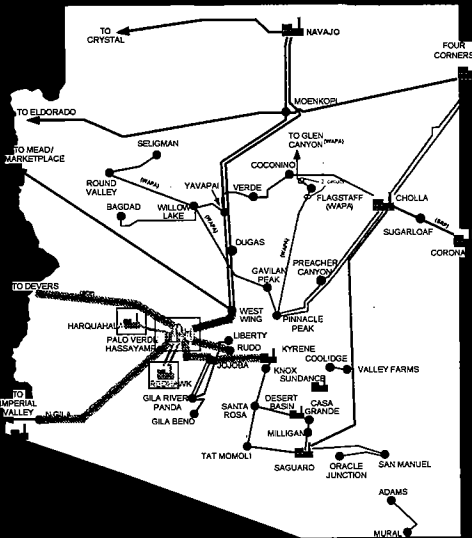 TO
CRYSTAL
NAVAJO
FOUR
CORNERS
MOENKOPI
TO ELDORADO
TO GLEN
CANYON (WAPA)
TO MEAD/
MARKETPLACE
SELIGMAN
COCONINO
(WAPA)
YAVAPAI
VERDE
ROUND
VALLEY
FLAGSTAFF
(WAPA)
CHOLLA
BAGDAD
WILLOW
LAKE
(WAPA)
(WAPA)
SUGARLOAF
(SRP)
CORONA
DUGAS
PREACHER
CANYON
GAVILAN
PEAK
TO DEVERS
WEST
WING
PINNACLE
PEAK
HARQUAHALA
PALO VERDE
HASSAYAMPA
LIBERTY
RUDD
JOJOBA
KYRENE
COOLIDGE
KNOX
SUNDANCE
VALLEY FARMS
REDHAWK
TO
IMPERIAL
VALLEY
N.GILA
GILA RIVER
PANDA
DESERT
BASIN
CASA
GRANDE
GILA BEND
SANTA
ROSA
MILLIGAN
TAT MOMOLI
SAGUARO
ORACLE
JUNCTION
SAN MANUEL
ADAMS
MURAL